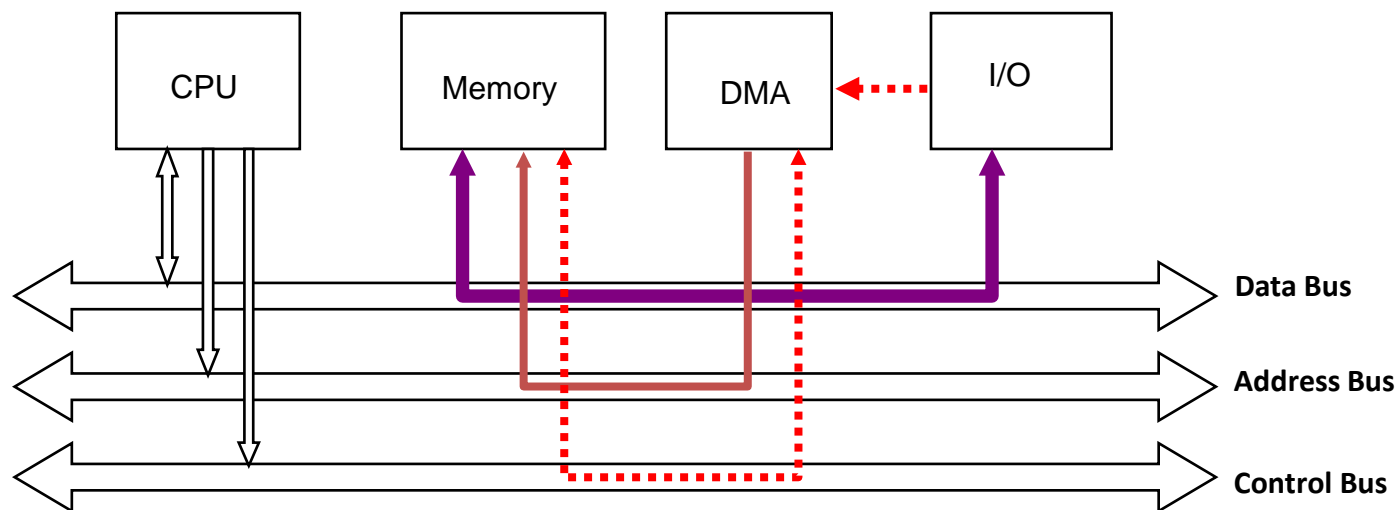 CPU
Memory
DMA
I/O
Data Bus
Address Bus
Control Bus